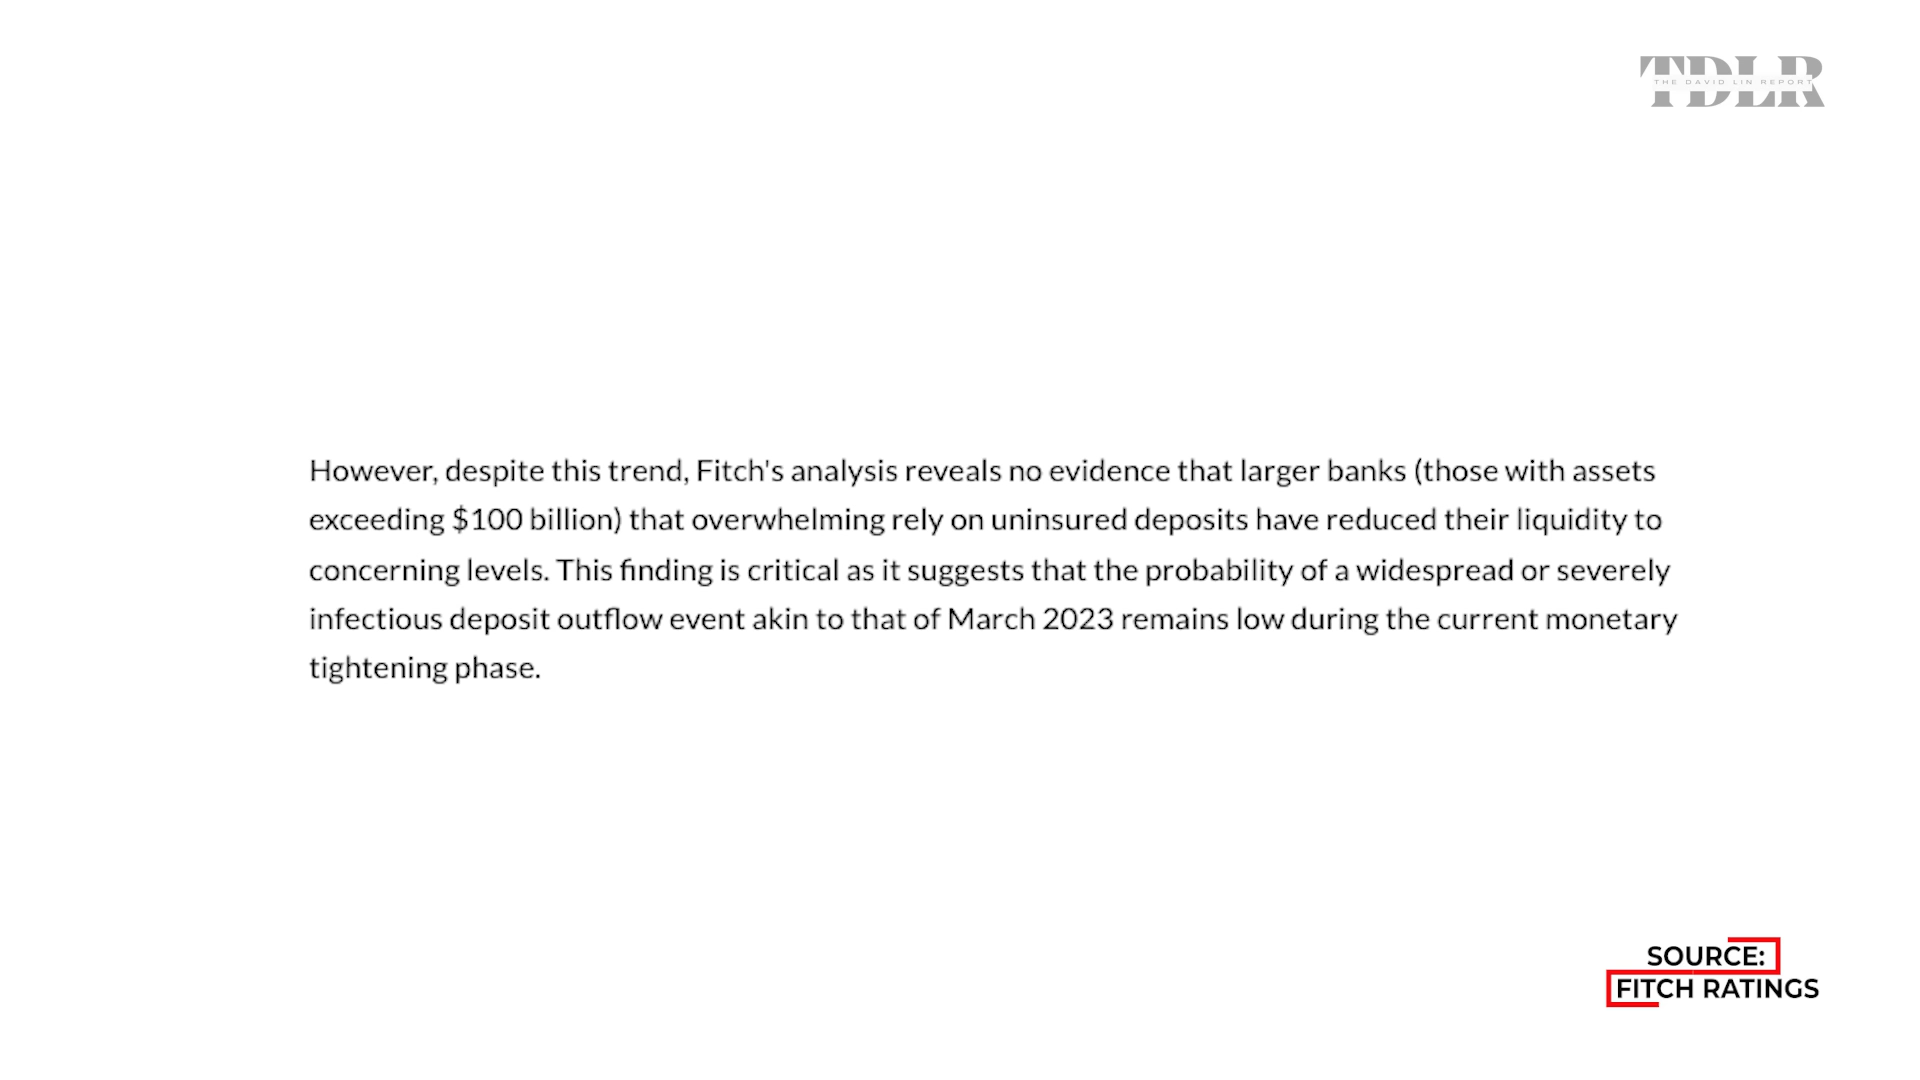 TDLR
THE DAVID LIN REPORT
However, despite this trend, Fitch's analysis reveals no evidence that larger banks (those with assets
exceeding $100 billion) that overwhelming rely on uninsured deposits have reduced their liquidity to
concerning levels. This finding is critical as it suggests that the probability of a widespread or severely
infectious deposit outflow event akin to that of March 2023 remains low during the current monetary
tightening phase.
SOURCE:
FITCH RATINGS